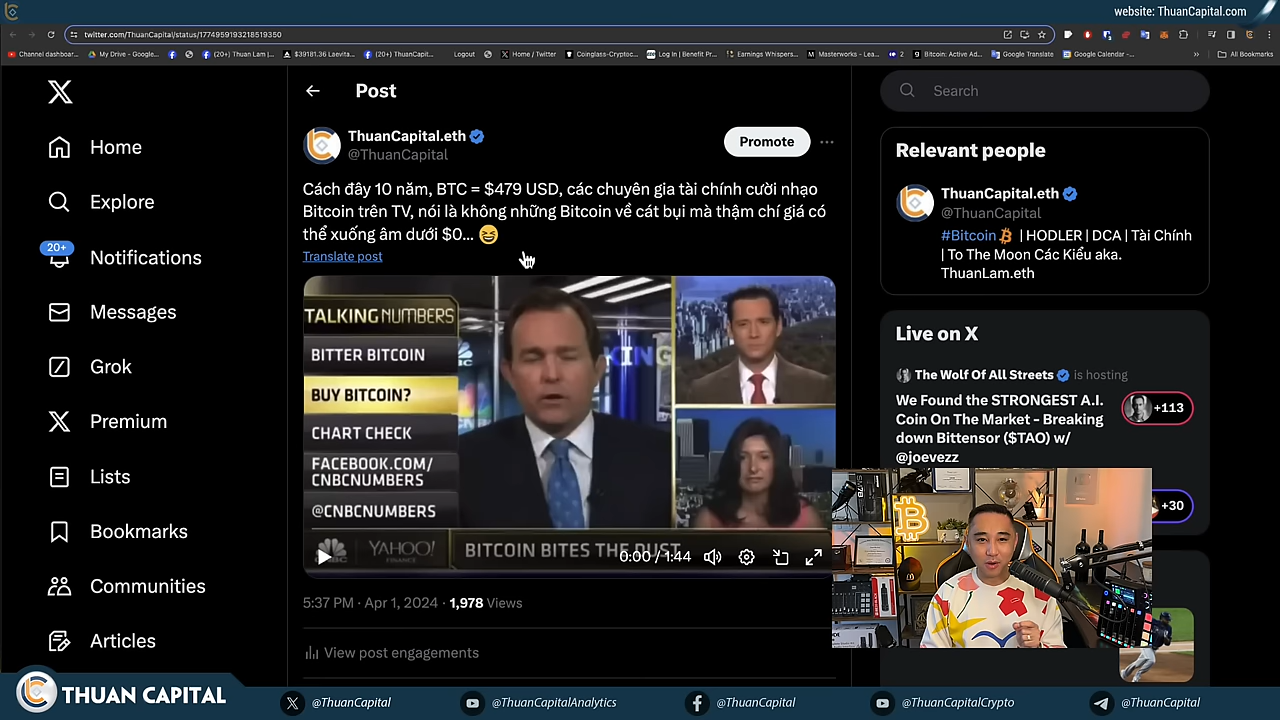 website: ThuanCapital.com
twitter.com/ThuanCapital/status/1774959193218519350
Channel dashboar...
My Drive - Google...
(20+) Thuan Lam |...
$39181.36 Laevita...
(20+) ThuanCapit...
Logout
Home / Twitter
Coinglass-Cryptoc...
Log In | Benefit Pr...
Earnings Whispers...
Masterworks - Lea...
2
Bitcoin: Active Ad...
Google Translate
Google Calendar -...
All Bookmarks
Home
Explore
20+
Notifications
Messages
Grok
Premium
Lists
Bookmarks
Communities
Articles
Post
ThuanCapital.eth
@ThuanCapital
Promote
Cách đây 10 năm, BTC = $479 USD, các chuyên gia tài chính cười nhạo
Bitcoin trên TV, nói là không những Bitcoin về cát bụi mà thậm chí giá có
thể xuống âm dưới $0... 😆
Translate post
TALKING NUMBERS
BITTER BITCOIN
BUY BITCOIN?
CHART CHECK
FACEBOOK.COM/
CNBCNUMBERS
@CNBCNUMBERS
YAHOO!
FINANCE
BITCOIN BITES THE DUST
0:00 / 1:44
5:37 PM · Apr 1, 2024 · 1,978 Views
View post engagements
Search
Relevant people
ThuanCapital.eth
@ThuanCapital
#Bitcoin | HODLER | DCA | Tài Chính
| To The Moon Các Kiểu aka.
ThuanLam.eth
Live on X
The Wolf Of All Streets is hosting
We Found the STRONGEST A.I.
Coin On The Market - Breaking
down Bittensor ($TAO) w/
@joevezz
+113
+30
THUAN CAPITAL
@ThuanCapital
@ThuanCapitalAnalytics
@ThuanCapital
@ThuanCapitalCrypto
@ThuanCapital